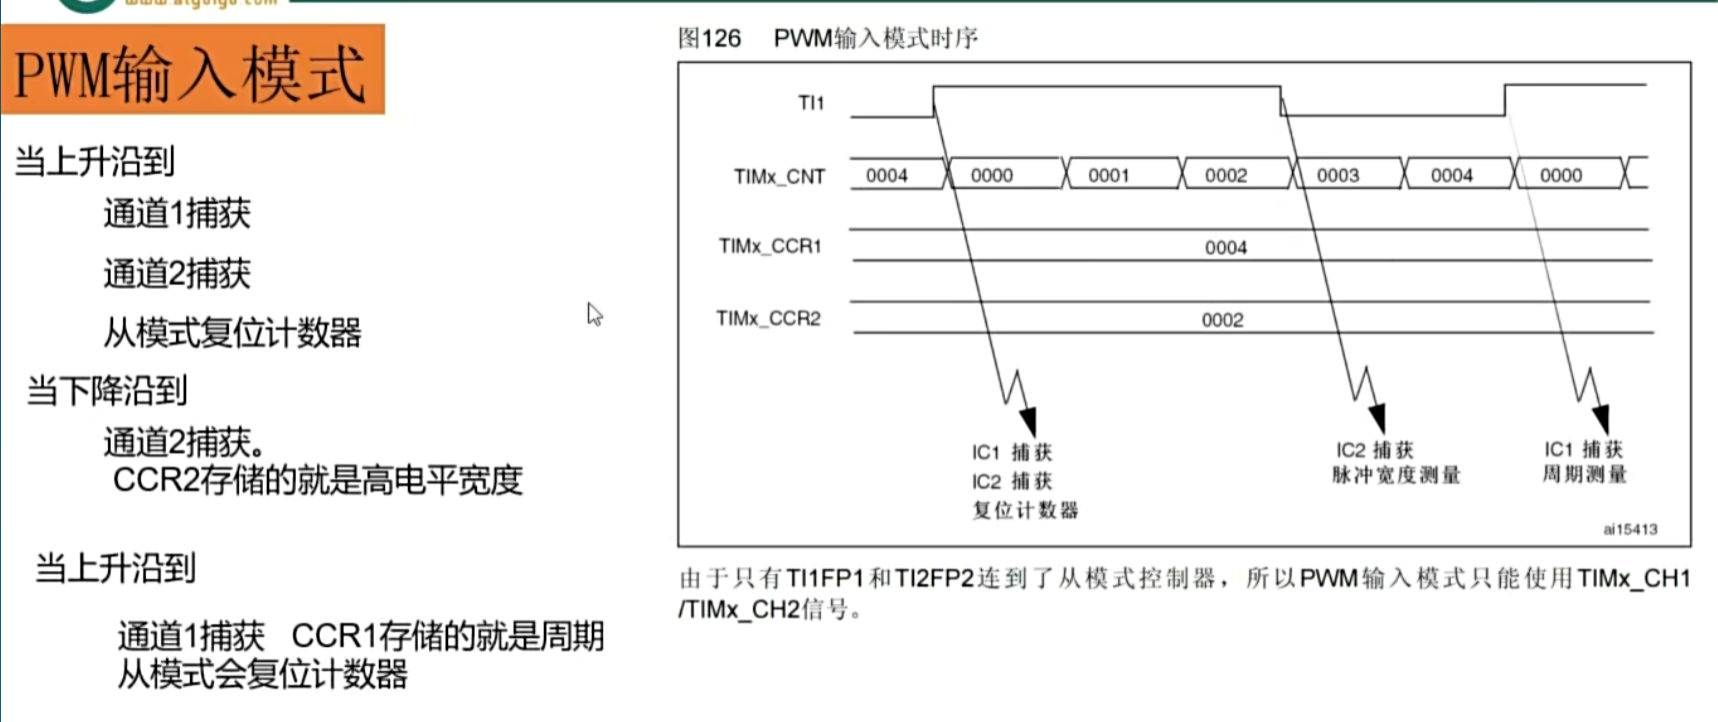 PWM输入模式
当上升沿到
通道1捕获
通道2捕获
从模式复位计数器
当下降沿到
通道2捕获。
CCR2存储的就是高电平宽度
当上升沿到
通道1捕获 CCR1存储的就是周期
从模式会复位计数器
图126 PWM输入模式时序
TI1
TIMx_CNT 0004 0000 0001 0002 0003 0004 0000
TIMx_CCR1 0004
TIMx_CCR2 0002
IC1 捕获
IC2 捕获
复位计数器
IC2 捕获
脉冲宽度测量
IC1 捕获
周期测量
ai15413
由于只有TI1FP1和TI2FP2连到了从模式控制器，所以PWM输入模式只能使用TIMx_CH1
/TIMx_CH2信号。